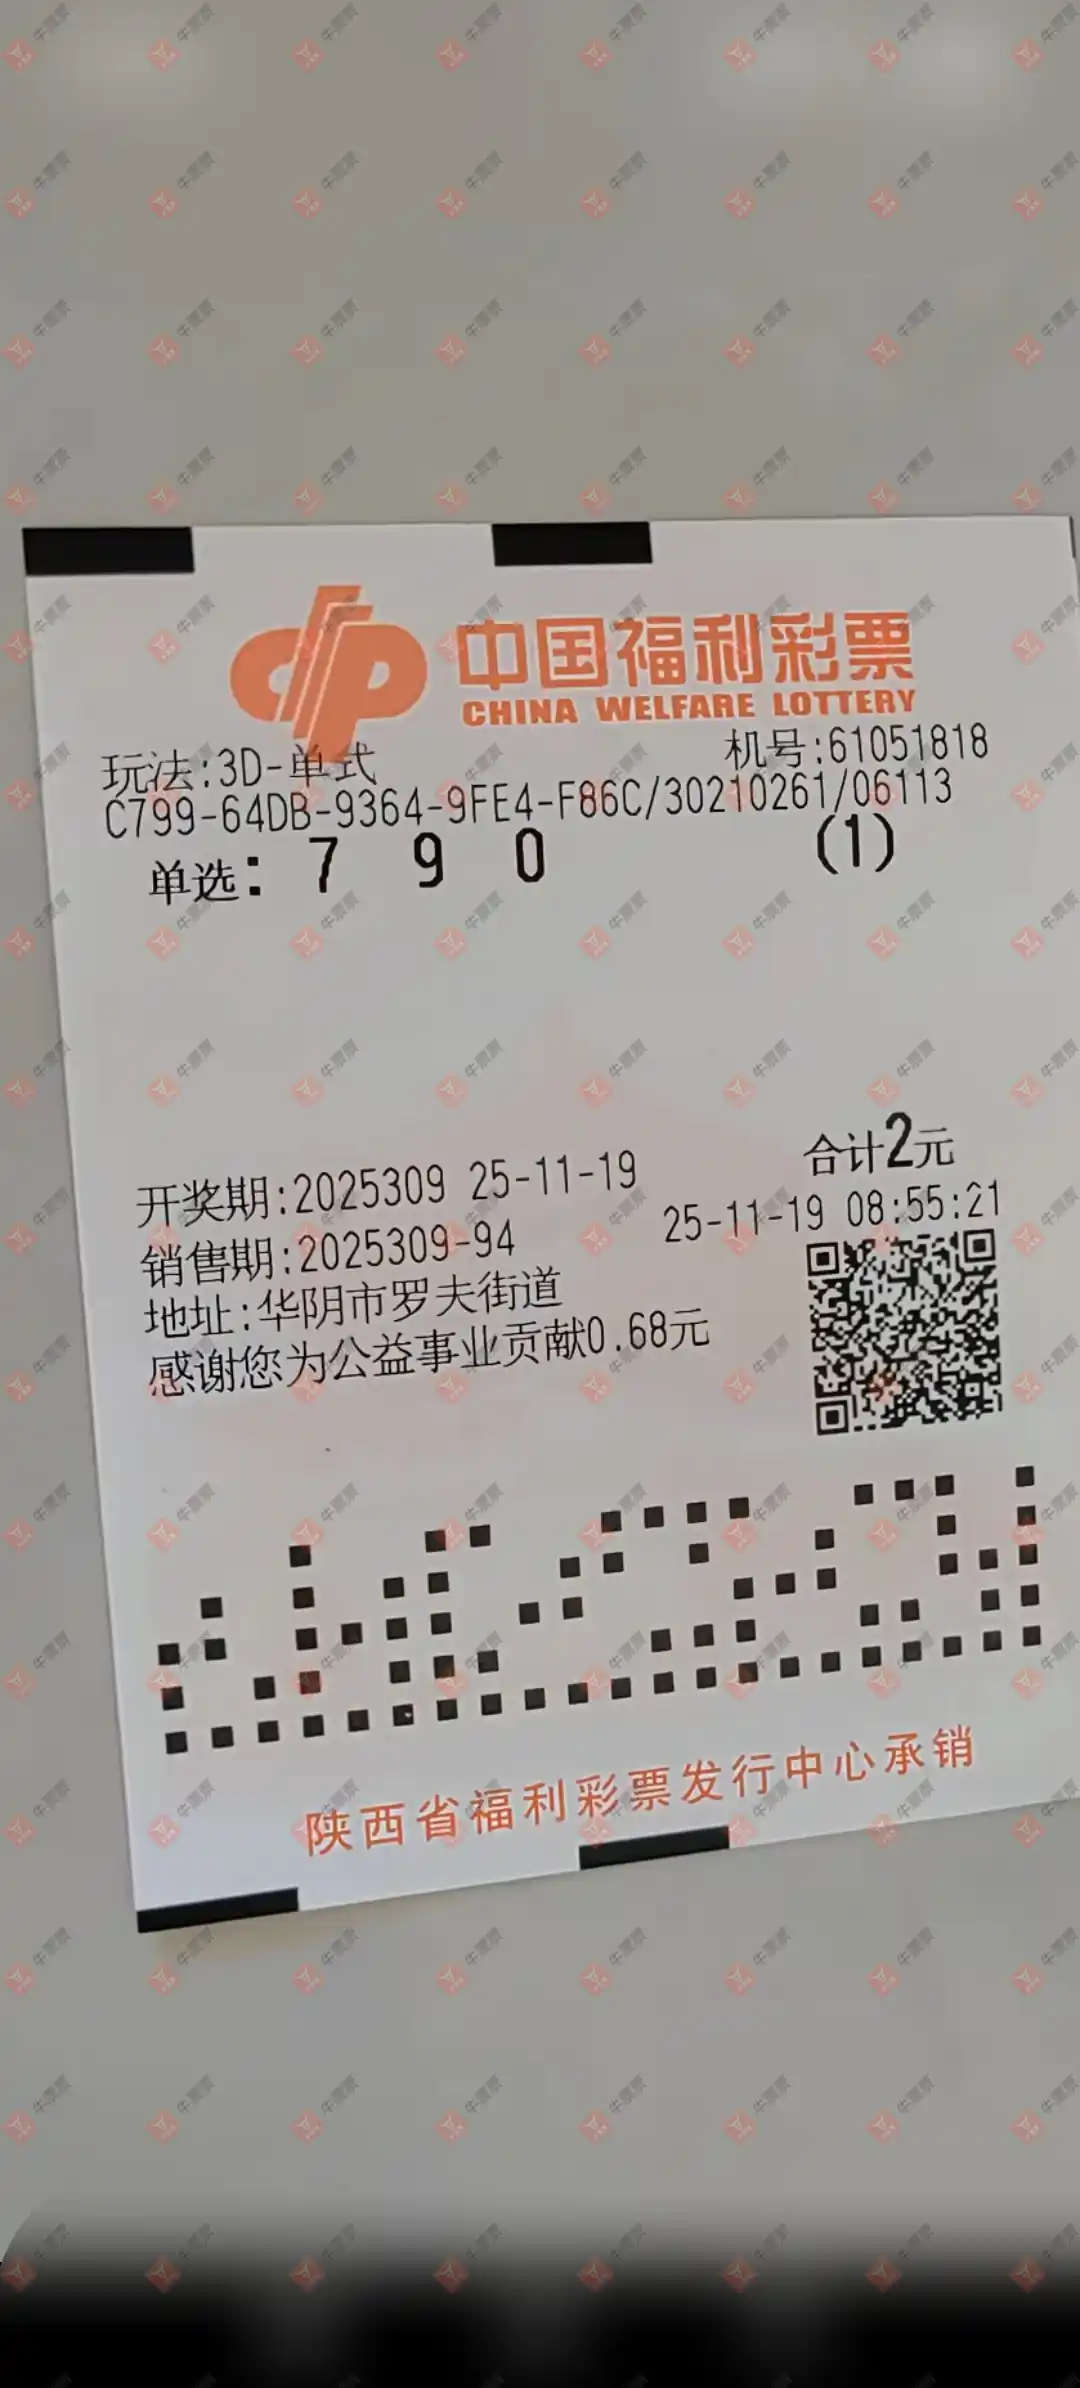 中国福利彩票
CHINA WELFARE LOTTERY
玩法:3D-单式 机号:61051818
C799-64DB-9364-9FE4-F86C/30210261/06113
单选: 7 9 0 (1)
合计2元
开奖期:2025309 25-11-19
销售期:2025309-94 25-11-19 08:55:21
地址:华阴市罗夫街道
感谢您为公益事业贡献0.68元
陕西省福利彩票发行中心承销
牛票票